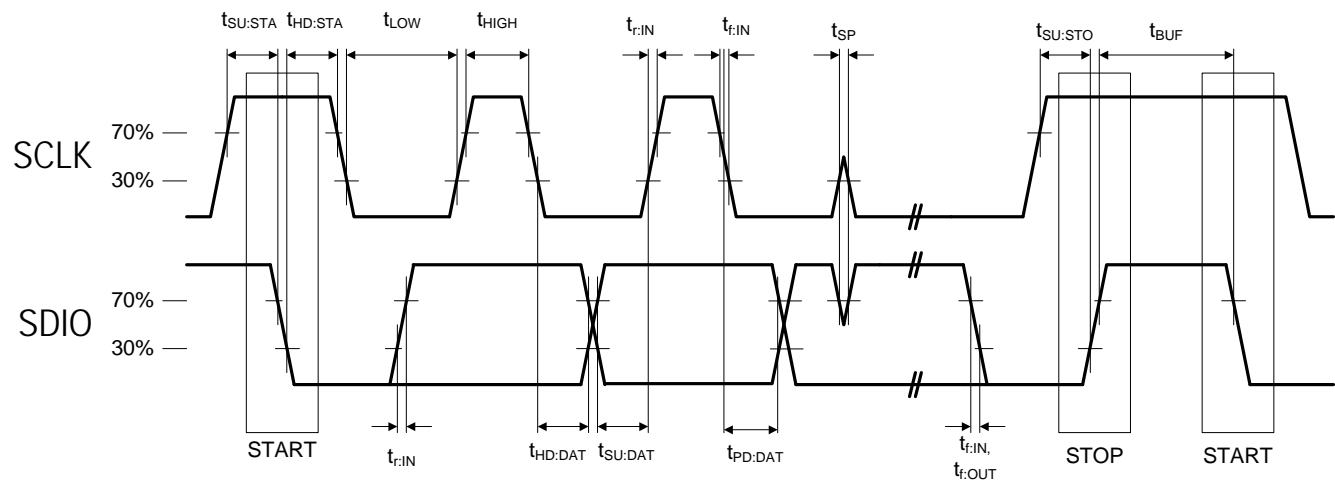 tSU:STA tHD:STA tLOW tHIGH tr:IN tf:IN tSP tSU:STO tBUF
70%
SCLK
30%
70%
SDIO
30%
START tr:IN tHD:DAT tSU:DAT tPD:DAT tf:IN, tf:OUT STOP START